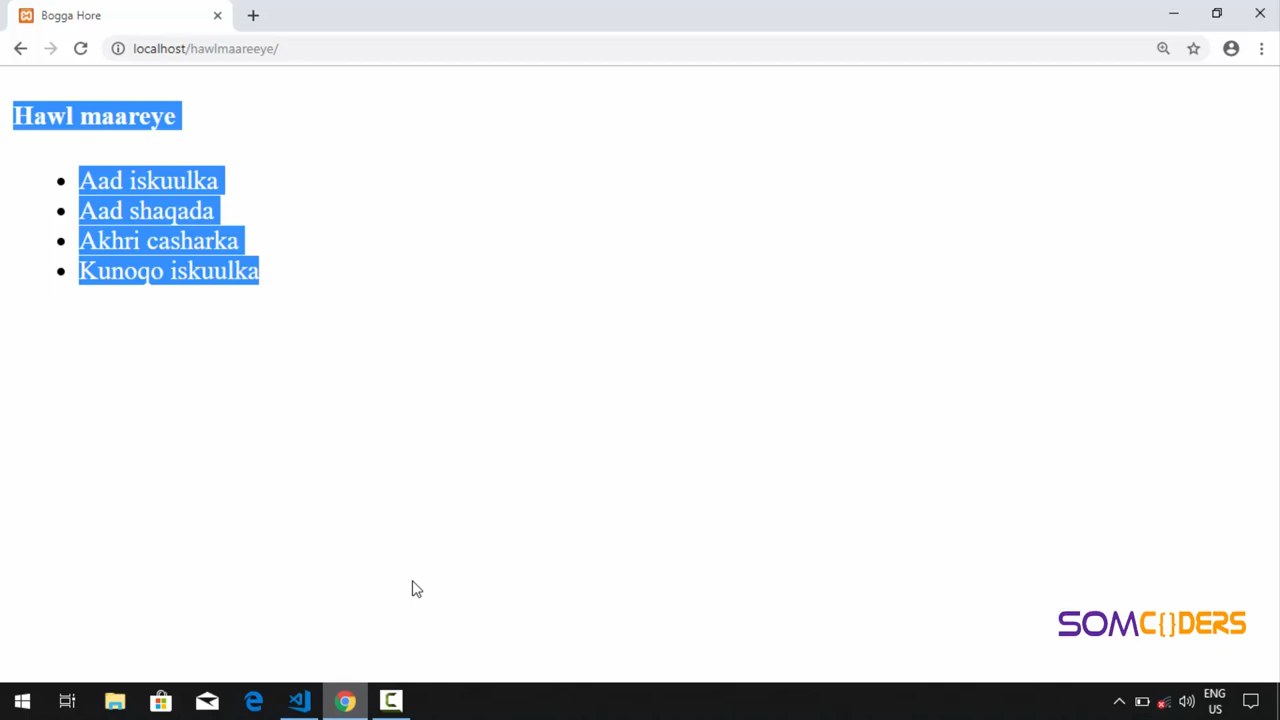 Bogga Hore
localhost/hawlmaareeye/
Hawl maareye
Aad iskuulka
Aad shaqada
Akhri casharka
Kunoqo iskuulka
SOMC{}DERS
ENG
US